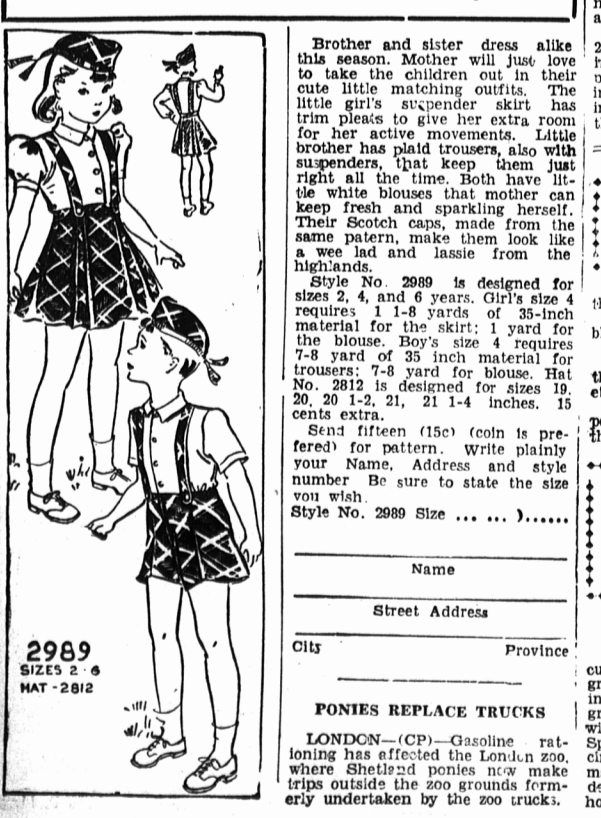 Brother and sister dress alike
this season. Mother will just love
to take the children out in their
cute little matching outfits. The
little girl's suspender skirt has
trim pleats to give her extra room
for her active movements. Little
brother has plaid trousers, also with
suspenders, that keep them just
right all the time. Both have lit-
tle white blouses that mother can
keep fresh and sparkling herself.
Their Scotch caps, made from the
same patern, make them look like
a wee lad and lassie from the
highlands.
Style No. 2989 is designed for
sizes 2, 4, and 6 years. Girl's size 4
requires 1 1-8 yards of 35-inch
material for the skirt; 1 yard for
the blouse. Boy's size 4 requires
7-8 yard of 35 inch material for
trousers; 7-8 yard for blouse. Hat
No. 2812 is designed for sizes 19,
20, 20 1-2, 21, 21 1-4 inches. 15
cents extra.
Send fifteen (15c) (coin is pre-
fered) for pattern. Write plainly
your Name, Address and style
number Be sure to state the size
you wish.
Style No. 2989 Size ... ... )......
Name
Street Address
City Province
2989
SIZES 2 - 6
HAT - 2812
PONIES REPLACE TRUCKS
LONDON—(CP)—Gasoline rat-
ioning has effected the London zoo,
where Shetland ponies now make
trips outside the zoo grounds form-
erly undertaken by the zoo trucks.